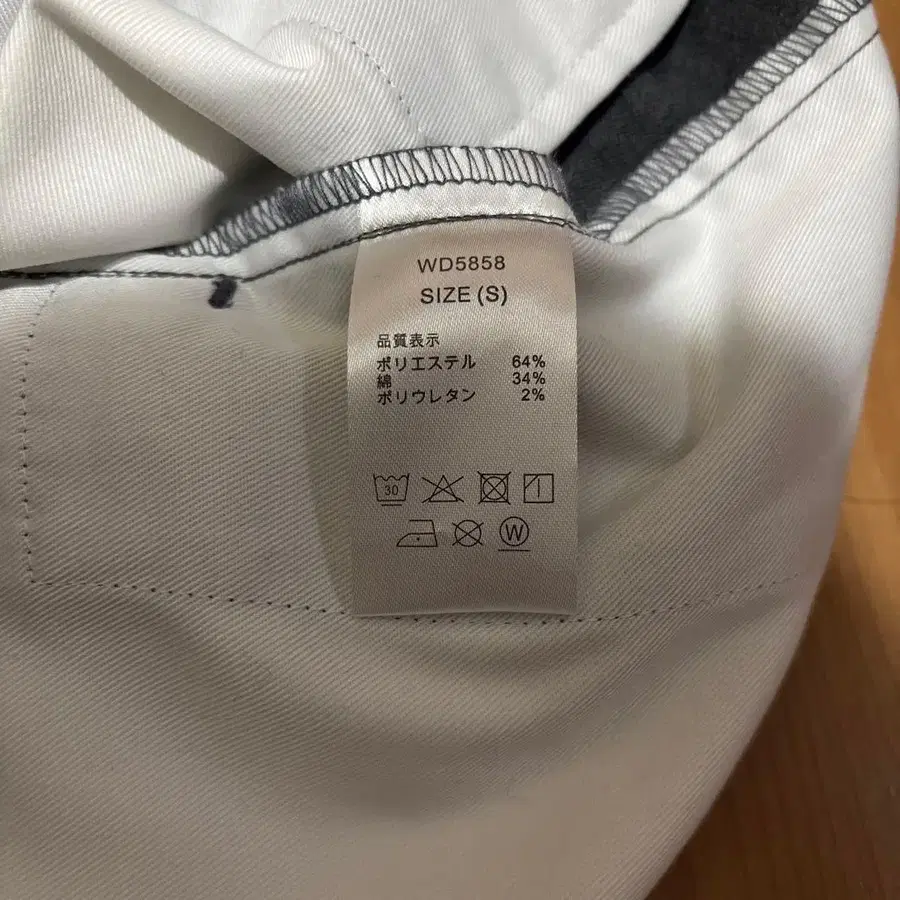 WD5858
SIZE (S)
品質表示
ポリエステル 64%
綿 34%
ポリウレタン 2%
30
W